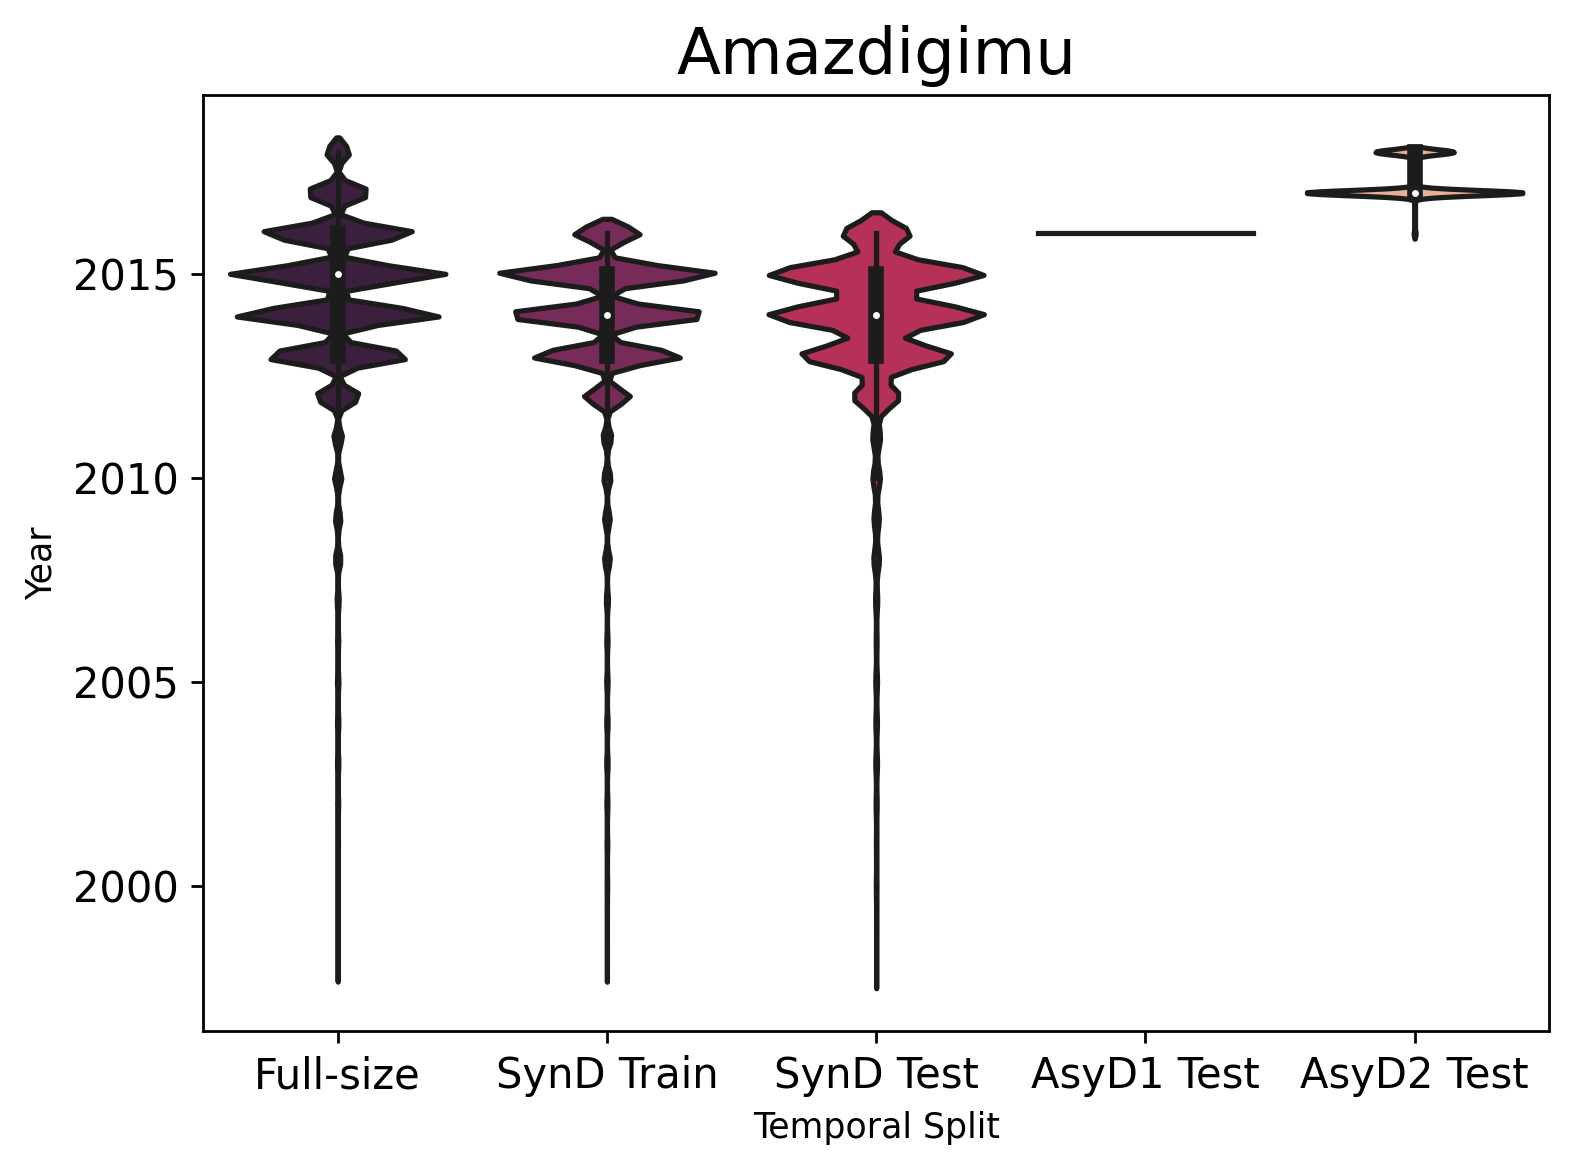 Amazdigimu
Year
2015
2010
2005
2000
Full-size SynD Train SynD Test AsyD1 Test AsyD2 Test
Temporal Split